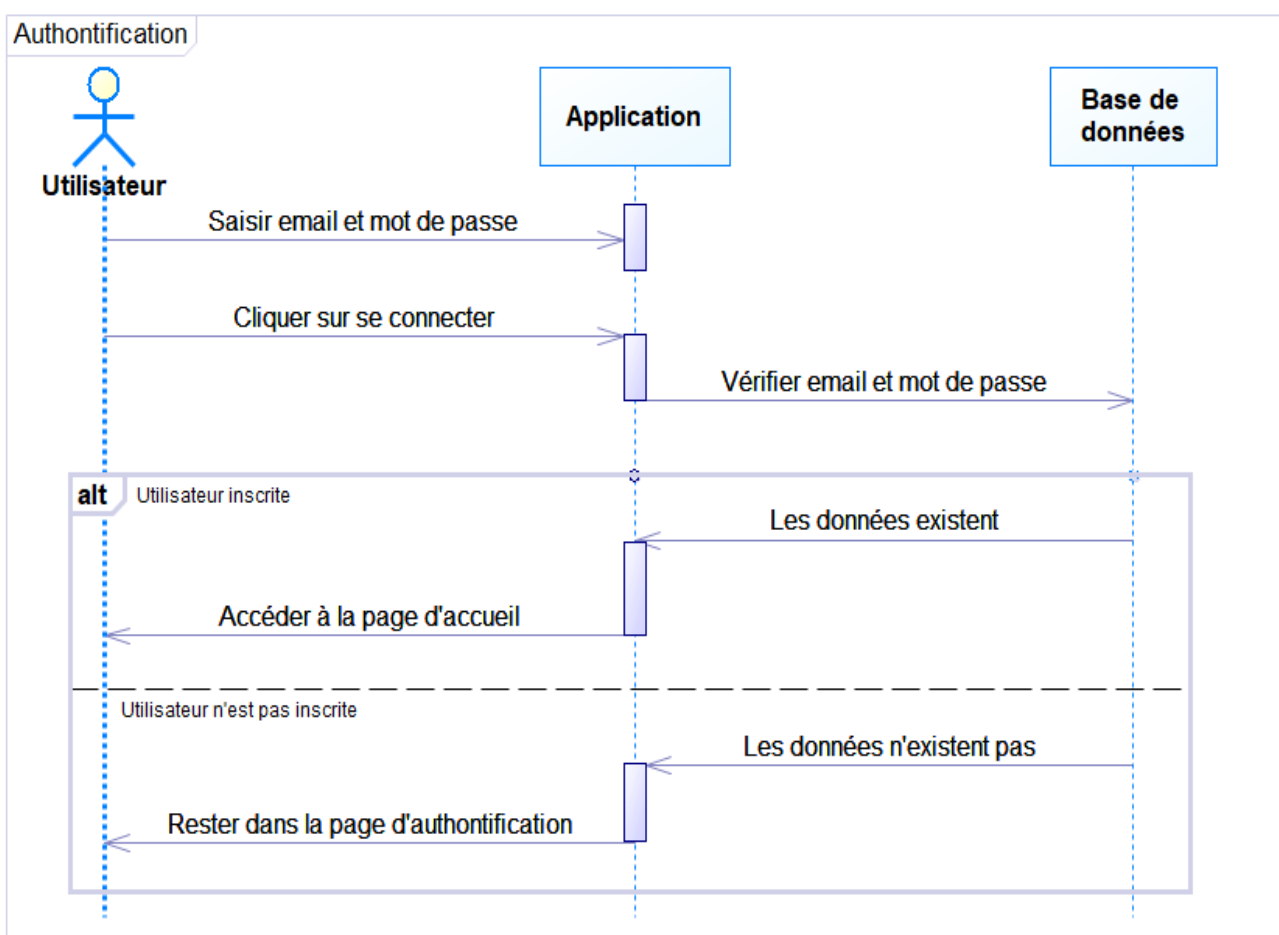 Authontification
Application
Base de
données
Utilisateur
Saisir email et mot de passe
Cliquer sur se connecter
Vérifier email et mot de passe
alt
Utilisateur inscrite
Les données existent
Accéder à la page d'accueil
Utilisateur n'est pas inscrite
Les données n'existent pas
Rester dans la page d'authontification